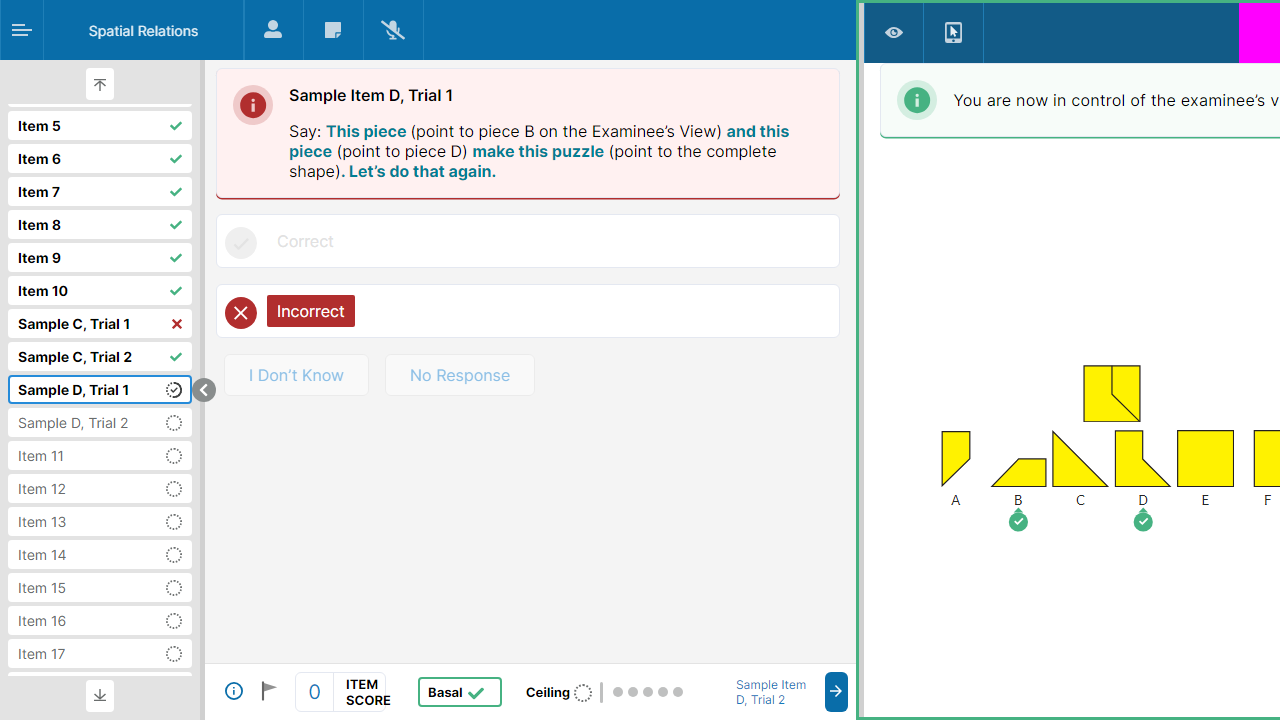 Spatial Relations
Item 5
Item 6
Item 7
Item 8
Item 9
Item 10
Sample C, Trial 1
Sample C, Trial 2
Sample D, Trial 1
Sample D, Trial 2
Item 11
Item 12
Item 13
Item 14
Item 15
Item 16
Item 17
Sample Item D, Trial 1
Say: This piece (point to piece B on the Examinee's View) and this
piece (point to piece D) make this puzzle (point to the complete
shape). Let's do that again.
Correct
Incorrect
I Don't Know
No Response
0
ITEM
SCORE
Basal
Ceiling
Sample Item
D, Trial 2
You are now in control of the examinee's v
A B C D E F